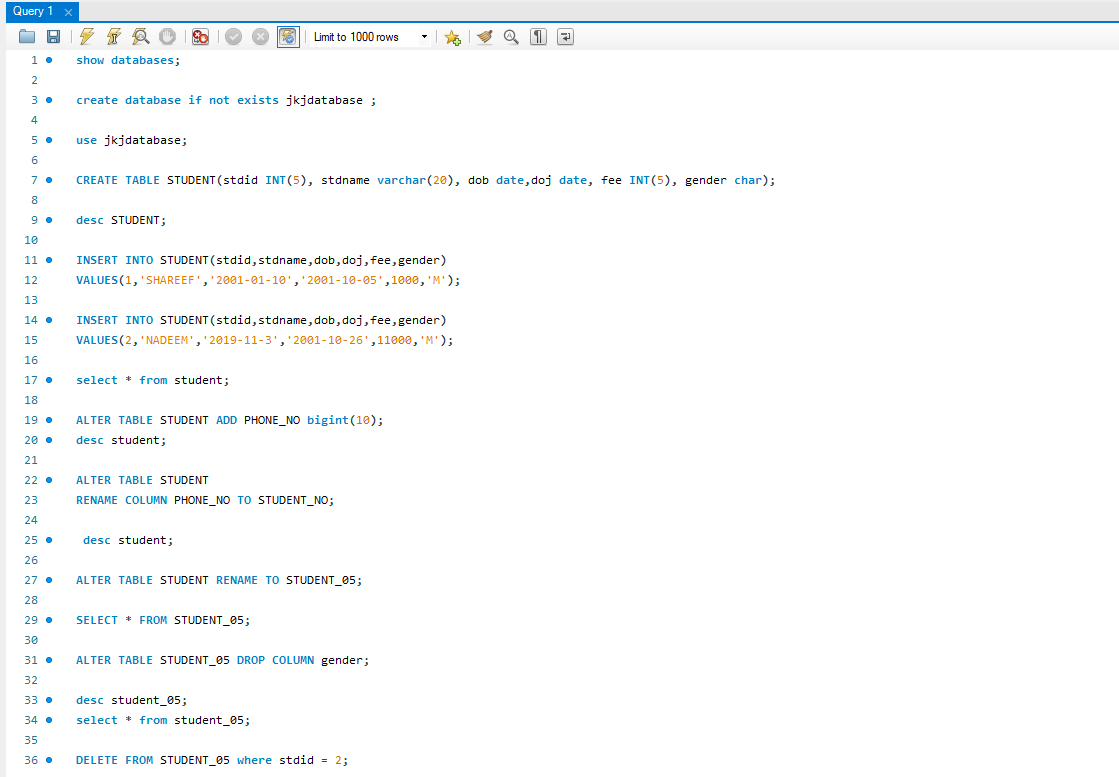 Query 1
Limit to 1000 rows
1 show databases;
2
3 create database if not exists jkjdatabase ;
4
5 use jkjdatabase;
6
7 CREATE TABLE STUDENT(stdid INT(5), stdname varchar(20), dob date,doj date, fee INT(5), gender char);
8
9 desc STUDENT;
10
11 INSERT INTO STUDENT(stdid,stdname,dob,doj,fee,gender)
12 VALUES(1,'SHAREEF','2001-01-10','2001-10-05',1000,'M');
13
14 INSERT INTO STUDENT(stdid,stdname,dob,doj,fee,gender)
15 VALUES(2,'NADEEM','2019-11-3','2001-10-26',11000,'M');
16
17 select * from student;
18
19 ALTER TABLE STUDENT ADD PHONE_NO bigint(10);
20 desc student;
21
22 ALTER TABLE STUDENT
23 RENAME COLUMN PHONE_NO TO STUDENT_NO;
24
25 desc student;
26
27 ALTER TABLE STUDENT RENAME TO STUDENT_05;
28
29 SELECT * FROM STUDENT_05;
30
31 ALTER TABLE STUDENT_05 DROP COLUMN gender;
32
33 desc student_05;
34 select * from student_05;
35
36 DELETE FROM STUDENT_05 where stdid = 2;